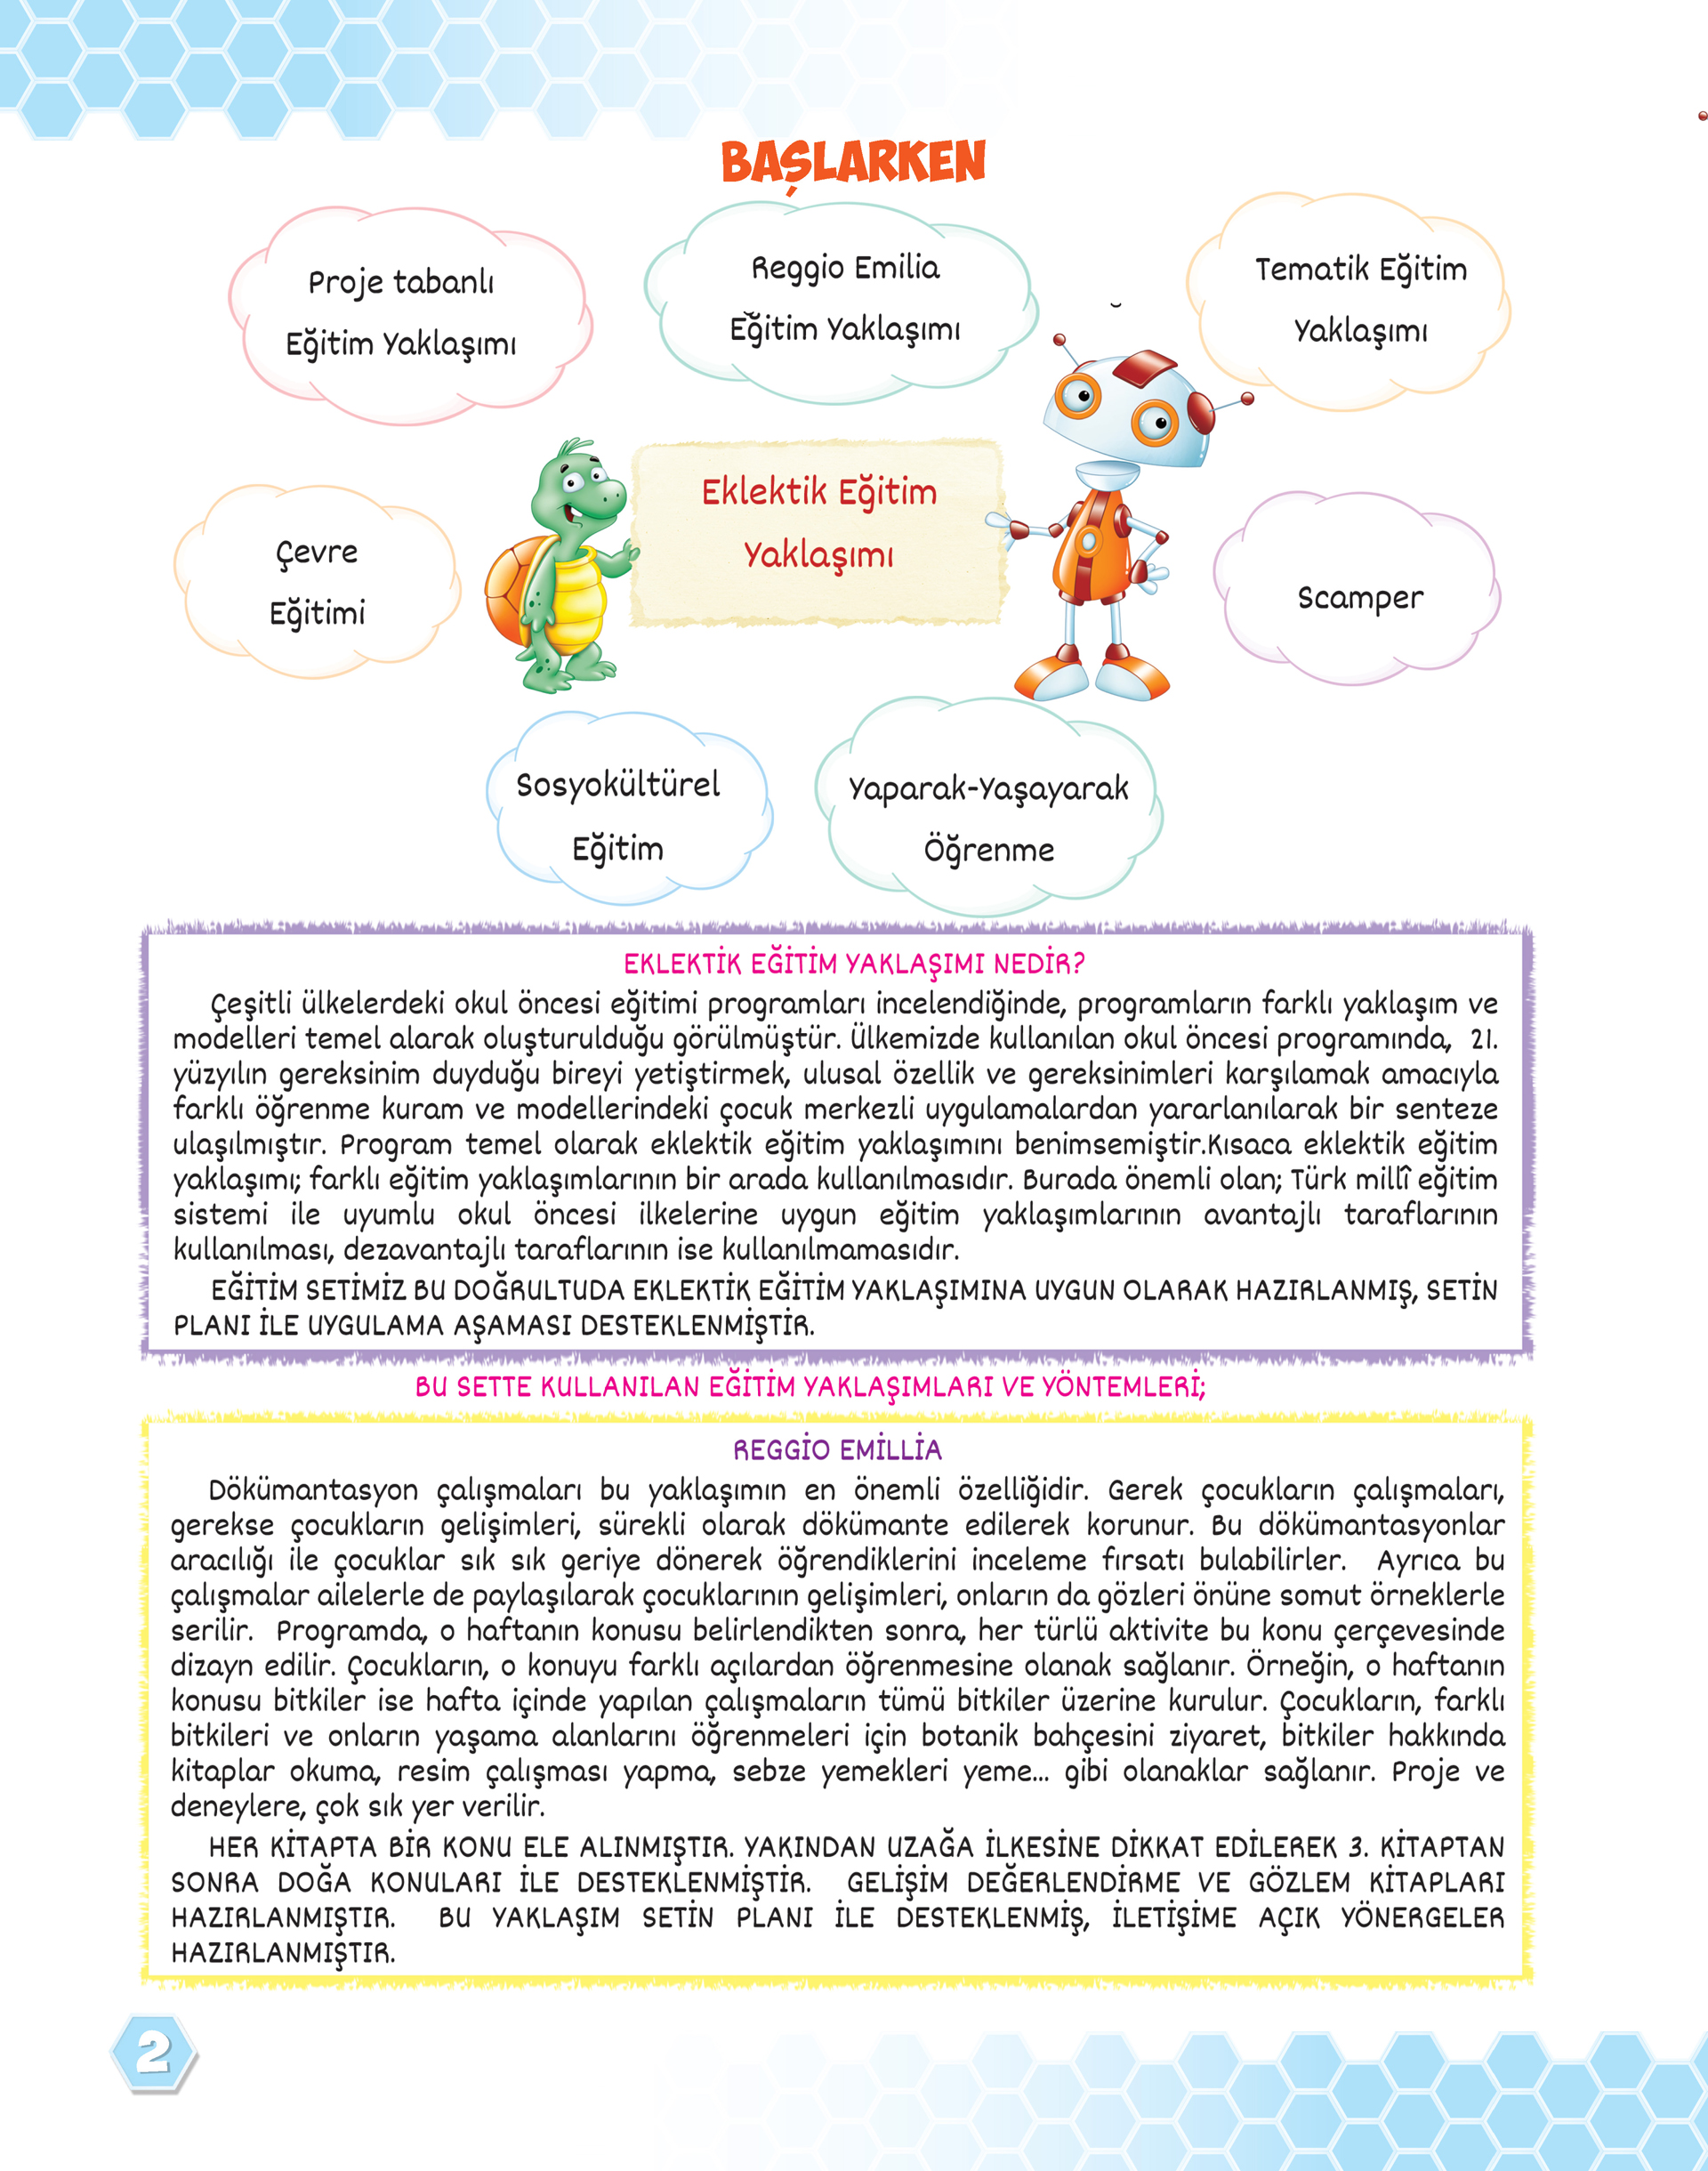 BAŞLARKEN
Proje tabanlı
Eğitim Yaklaşımı
Reggio Emilia
Eğitim Yaklaşımı
Tematik Eğitim
Yaklaşımı
Eklektik Eğitim
Yaklaşımı
Çevre
Eğitimi
Scamper
Sosyokültürel
Eğitim
Yaparak-Yaşayarak
Öğrenme
EKLEKTİK EĞİTİM YAKLAŞIMI NEDİR?
Çeşitli ülkelerdeki okul öncesi eğitimi programları incelendiğinde, programların farklı yaklaşım ve
modelleri temel alarak oluşturulduğu görülmüştür. Ülkemizde kullanılan okul öncesi programında, 21.
yüzyılın gereksinim duyduğu bireyi yetiştirmek, ulusal özellik ve gereksinimleri karşılamak amacıyla
farklı öğrenme kuram ve modellerindeki çocuk merkezli uygulamalardan yararlanılarak bir senteze
ulaşılmıştır. Program temel olarak eklektik eğitim yaklaşımını benimsemiştir.Kısaca eklektik eğitim
yaklaşımı; farklı eğitim yaklaşımlarının bir arada kullanılmasıdır. Burada önemli olan; Türk millî eğitim
sistemi ile uyumlu okul öncesi ilkelerine uygun eğitim yaklaşımlarının avantajlı taraflarının
kullanılması, dezavantajlı taraflarının ise kullanılmamasıdır.
EĞİTİM SETİMİZ BU DOĞRULTUDA EKLEKTİK EĞİTİM YAKLAŞIMINA UYGUN OLARAK HAZIRLANMIŞ, SETİN
PLANI İLE UYGULAMA AŞAMASI DESTEKLENMİŞTİR.
BU SETTE KULLANILAN EĞİTİM YAKLAŞIMLARI VE YÖNTEMLERİ;
REGGİO EMİLLİA
Dökümantasyon çalışmaları bu yaklaşımın en önemli özelliğidir. Gerek çocukların çalışmaları,
gerekse çocukların gelişimleri, sürekli olarak dökümante edilerek korunur. Bu dökümantasyonlar
aracılığı ile çocuklar sık sık geriye dönerek öğrendiklerini inceleme fırsatı bulabilirler. Ayrıca bu
çalışmalar ailelerle de paylaşılarak çocuklarının gelişimleri, onların da gözleri önüne somut örneklerle
serilir. Programda, o haftanın konusu belirlendikten sonra, her türlü aktivite bu konu çerçevesinde
dizayn edilir. Çocukların, o konuyu farklı açılardan öğrenmesine olanak sağlanır. Örneğin, o haftanın
konusu bitkiler ise hafta içinde yapılan çalışmaların tümü bitkiler üzerine kurulur. Çocukların, farklı
bitkileri ve onların yaşama alanlarını öğrenmeleri için botanik bahçesini ziyaret, bitkiler hakkında
kitaplar okuma, resim çalışması yapma, sebze yemekleri yeme... gibi olanaklar sağlanır. Proje ve
deneylere, çok sık yer verilir.
HER KİTAPTA BİR KONU ELE ALINMIŞTIR. YAKINDAN UZAĞA İLKESİNE DİKKAT EDİLEREK 3. KİTAPTAN
SONRA DOĞA KONULARI İLE DESTEKLENMİŞTİR. GELİŞİM DEĞERLENDİRME VE GÖZLEM KİTAPLARI
HAZIRLANMIŞTIR. BU YAKLAŞIM SETİN PLANI İLE DESTEKLENMİŞ, İLETİŞİME AÇIK YÖNERGELER
HAZIRLANMIŞTIR.
2